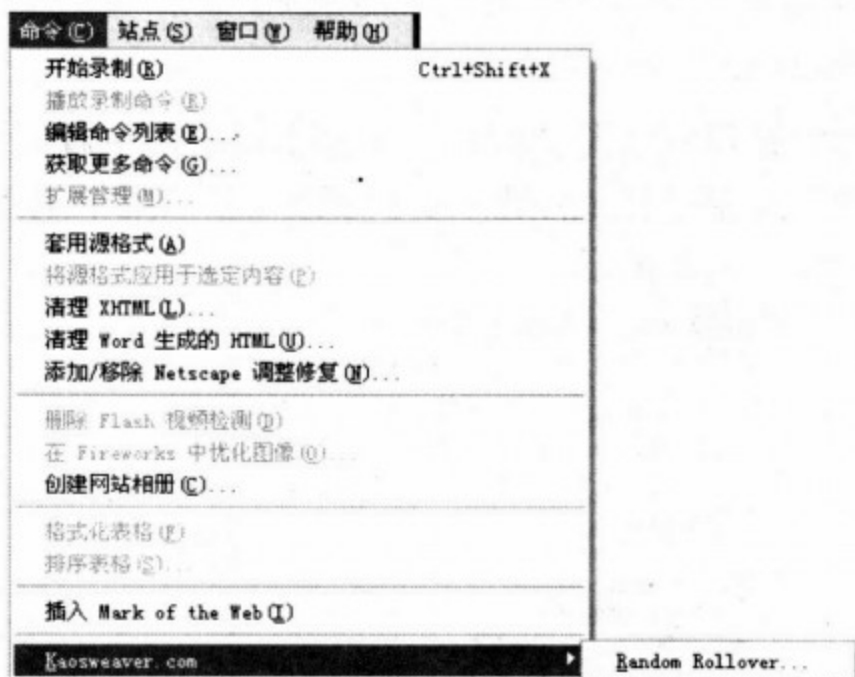 命令(C) 站点(S) 窗口(W) 帮助(H)
开始录制(R) Ctrl+Shift+X
播放录制命令(R)
编辑命令列表(E)...
获取更多命令(G)...
扩展管理(M)...
套用源格式(A)
将源格式应用于选定内容(P)
清理 XHTML(L)...
清理 Word 生成的 HTML(U)...
添加/移除 Netscape 调整修复(N)...
删除 Flash 视频检测(D)
在 Fireworks 中优化图像(O)...
创建网站相册(C)...
格式化表格(F)
排序表格(S)...
插入 Mark of the Web(I)
Kaosweaver.com Random Rollover...